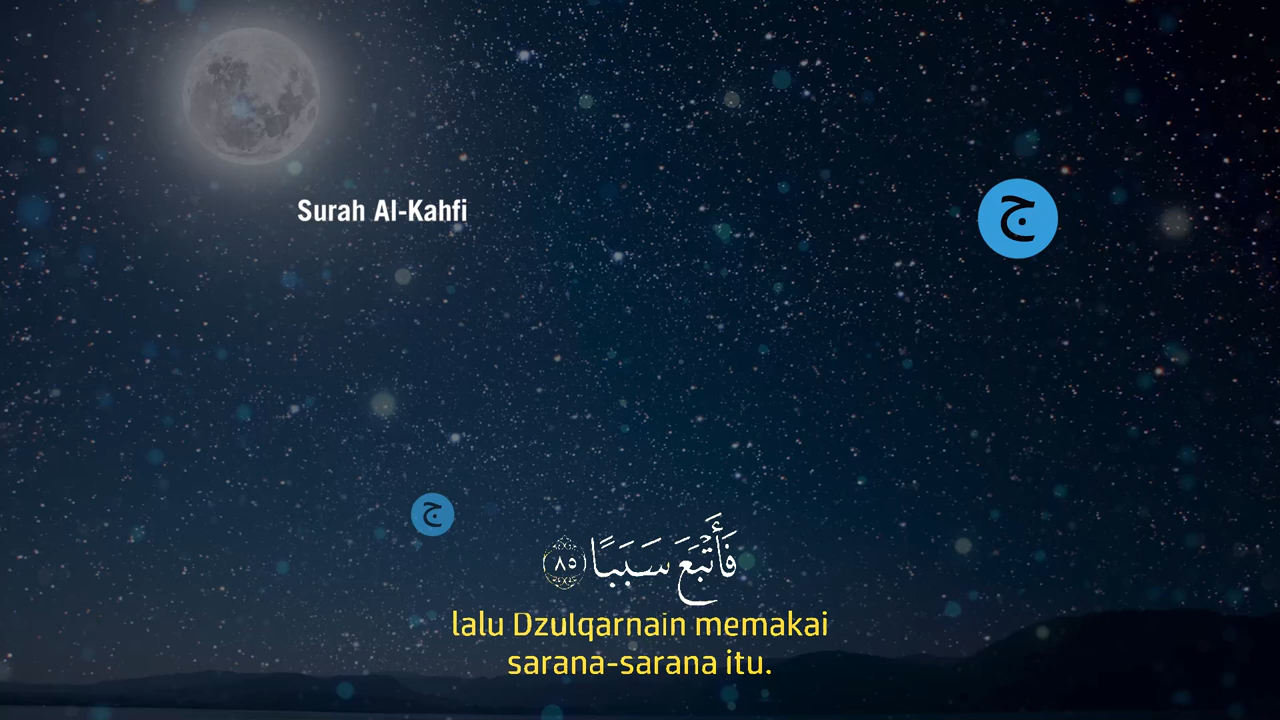 Surah Al-Kahfi
ج
ج
فَأَتْبَعَ سَبَبًا ٨٥
lalu Dzulqarnain memakai
sarana-sarana itu.